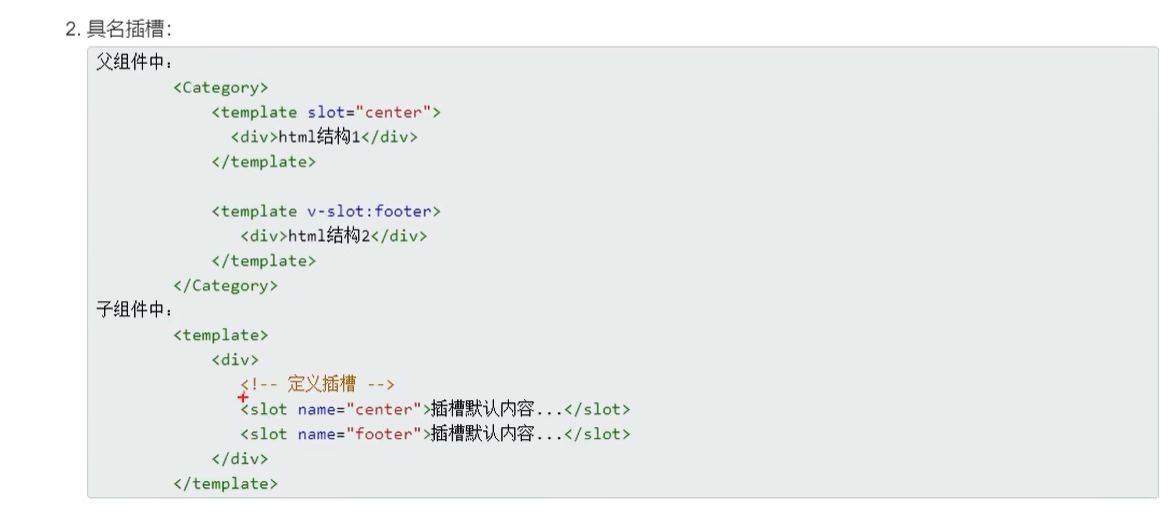 2. 具名插槽:
父组件中:
<Category>
<template slot="center">
<div>html结构1</div>
</template>
<template v-slot:footer>
<div>html结构2</div>
</template>
</Category>
子组件中:
<template>
<div>
<!-- 定义插槽 -->
<slot name="center">插槽默认内容...</slot>
<slot name="footer">插槽默认内容...</slot>
</div>
</template>